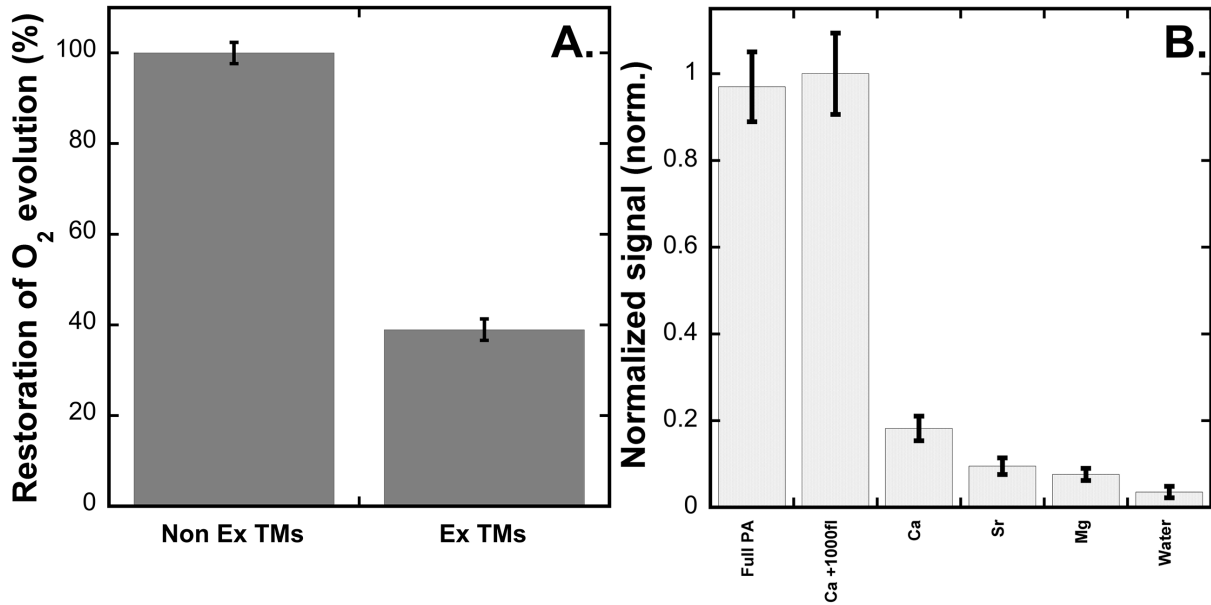 A.
Restoration of O2 evolution (%)
100
80
60
40
20
0
Non Ex TMs
Ex TMs
B.
Normalized signal (norm.)
1
0.8
0.6
0.4
0.2
0
Full PA
Ca +1000fl
Ca
Sr
Mg
Water